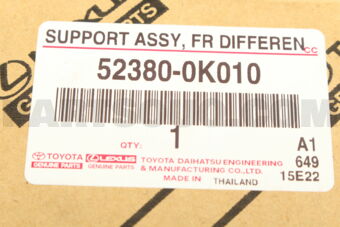 SUPPORT ASSY, FR DIFFEREN CC
52380-0K010
QTY: 1 A1
TOYOTA LEXUS TOYOTA DAIHATSU ENGINEERING 649
GENUINE PARTS GENUINE PARTS & MANUFACTURING CO.,LTD.
MADE IN THAILAND 15E22